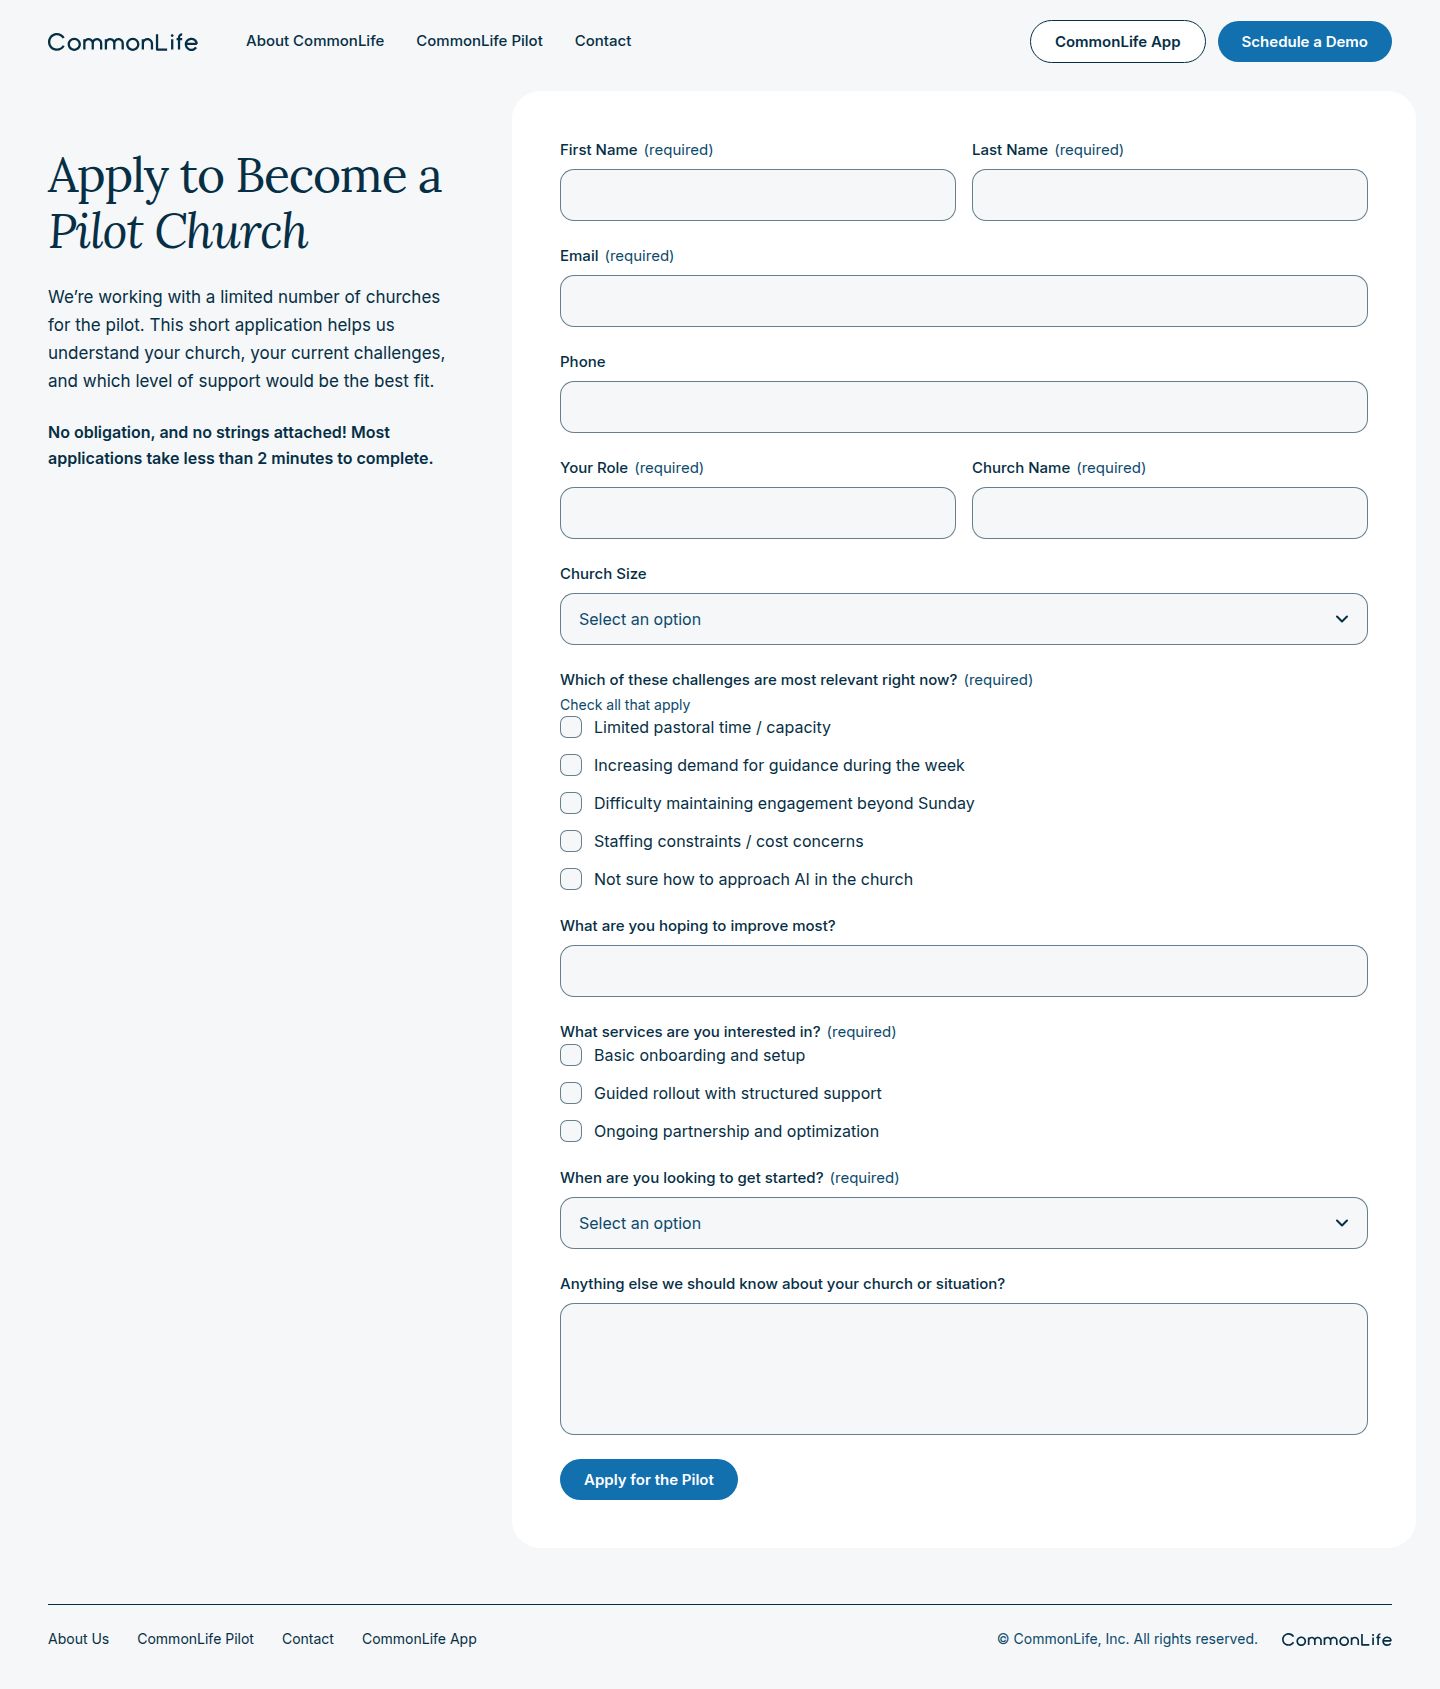 CommonLife
About CommonLife
CommonLife Pilot
Contact
CommonLife App
Schedule a Demo
Apply to Become a
Pilot Church
We’re working with a limited number of churches
for the pilot. This short application helps us
understand your church, your current challenges,
and which level of support would be the best fit.
No obligation, and no strings attached! Most
applications take less than 2 minutes to complete.
First Name (required)
Last Name (required)
Email (required)
Phone
Your Role (required)
Church Name (required)
Church Size
Select an option
Which of these challenges are most relevant right now? (required)
Check all that apply
Limited pastoral time / capacity
Increasing demand for guidance during the week
Difficulty maintaining engagement beyond Sunday
Staffing constraints / cost concerns
Not sure how to approach AI in the church
What are you hoping to improve most?
What services are you interested in? (required)
Basic onboarding and setup
Guided rollout with structured support
Ongoing partnership and optimization
When are you looking to get started? (required)
Select an option
Anything else we should know about your church or situation?
Apply for the Pilot
About Us
CommonLife Pilot
Contact
CommonLife App
© CommonLife, Inc. All rights reserved.
CommonLife